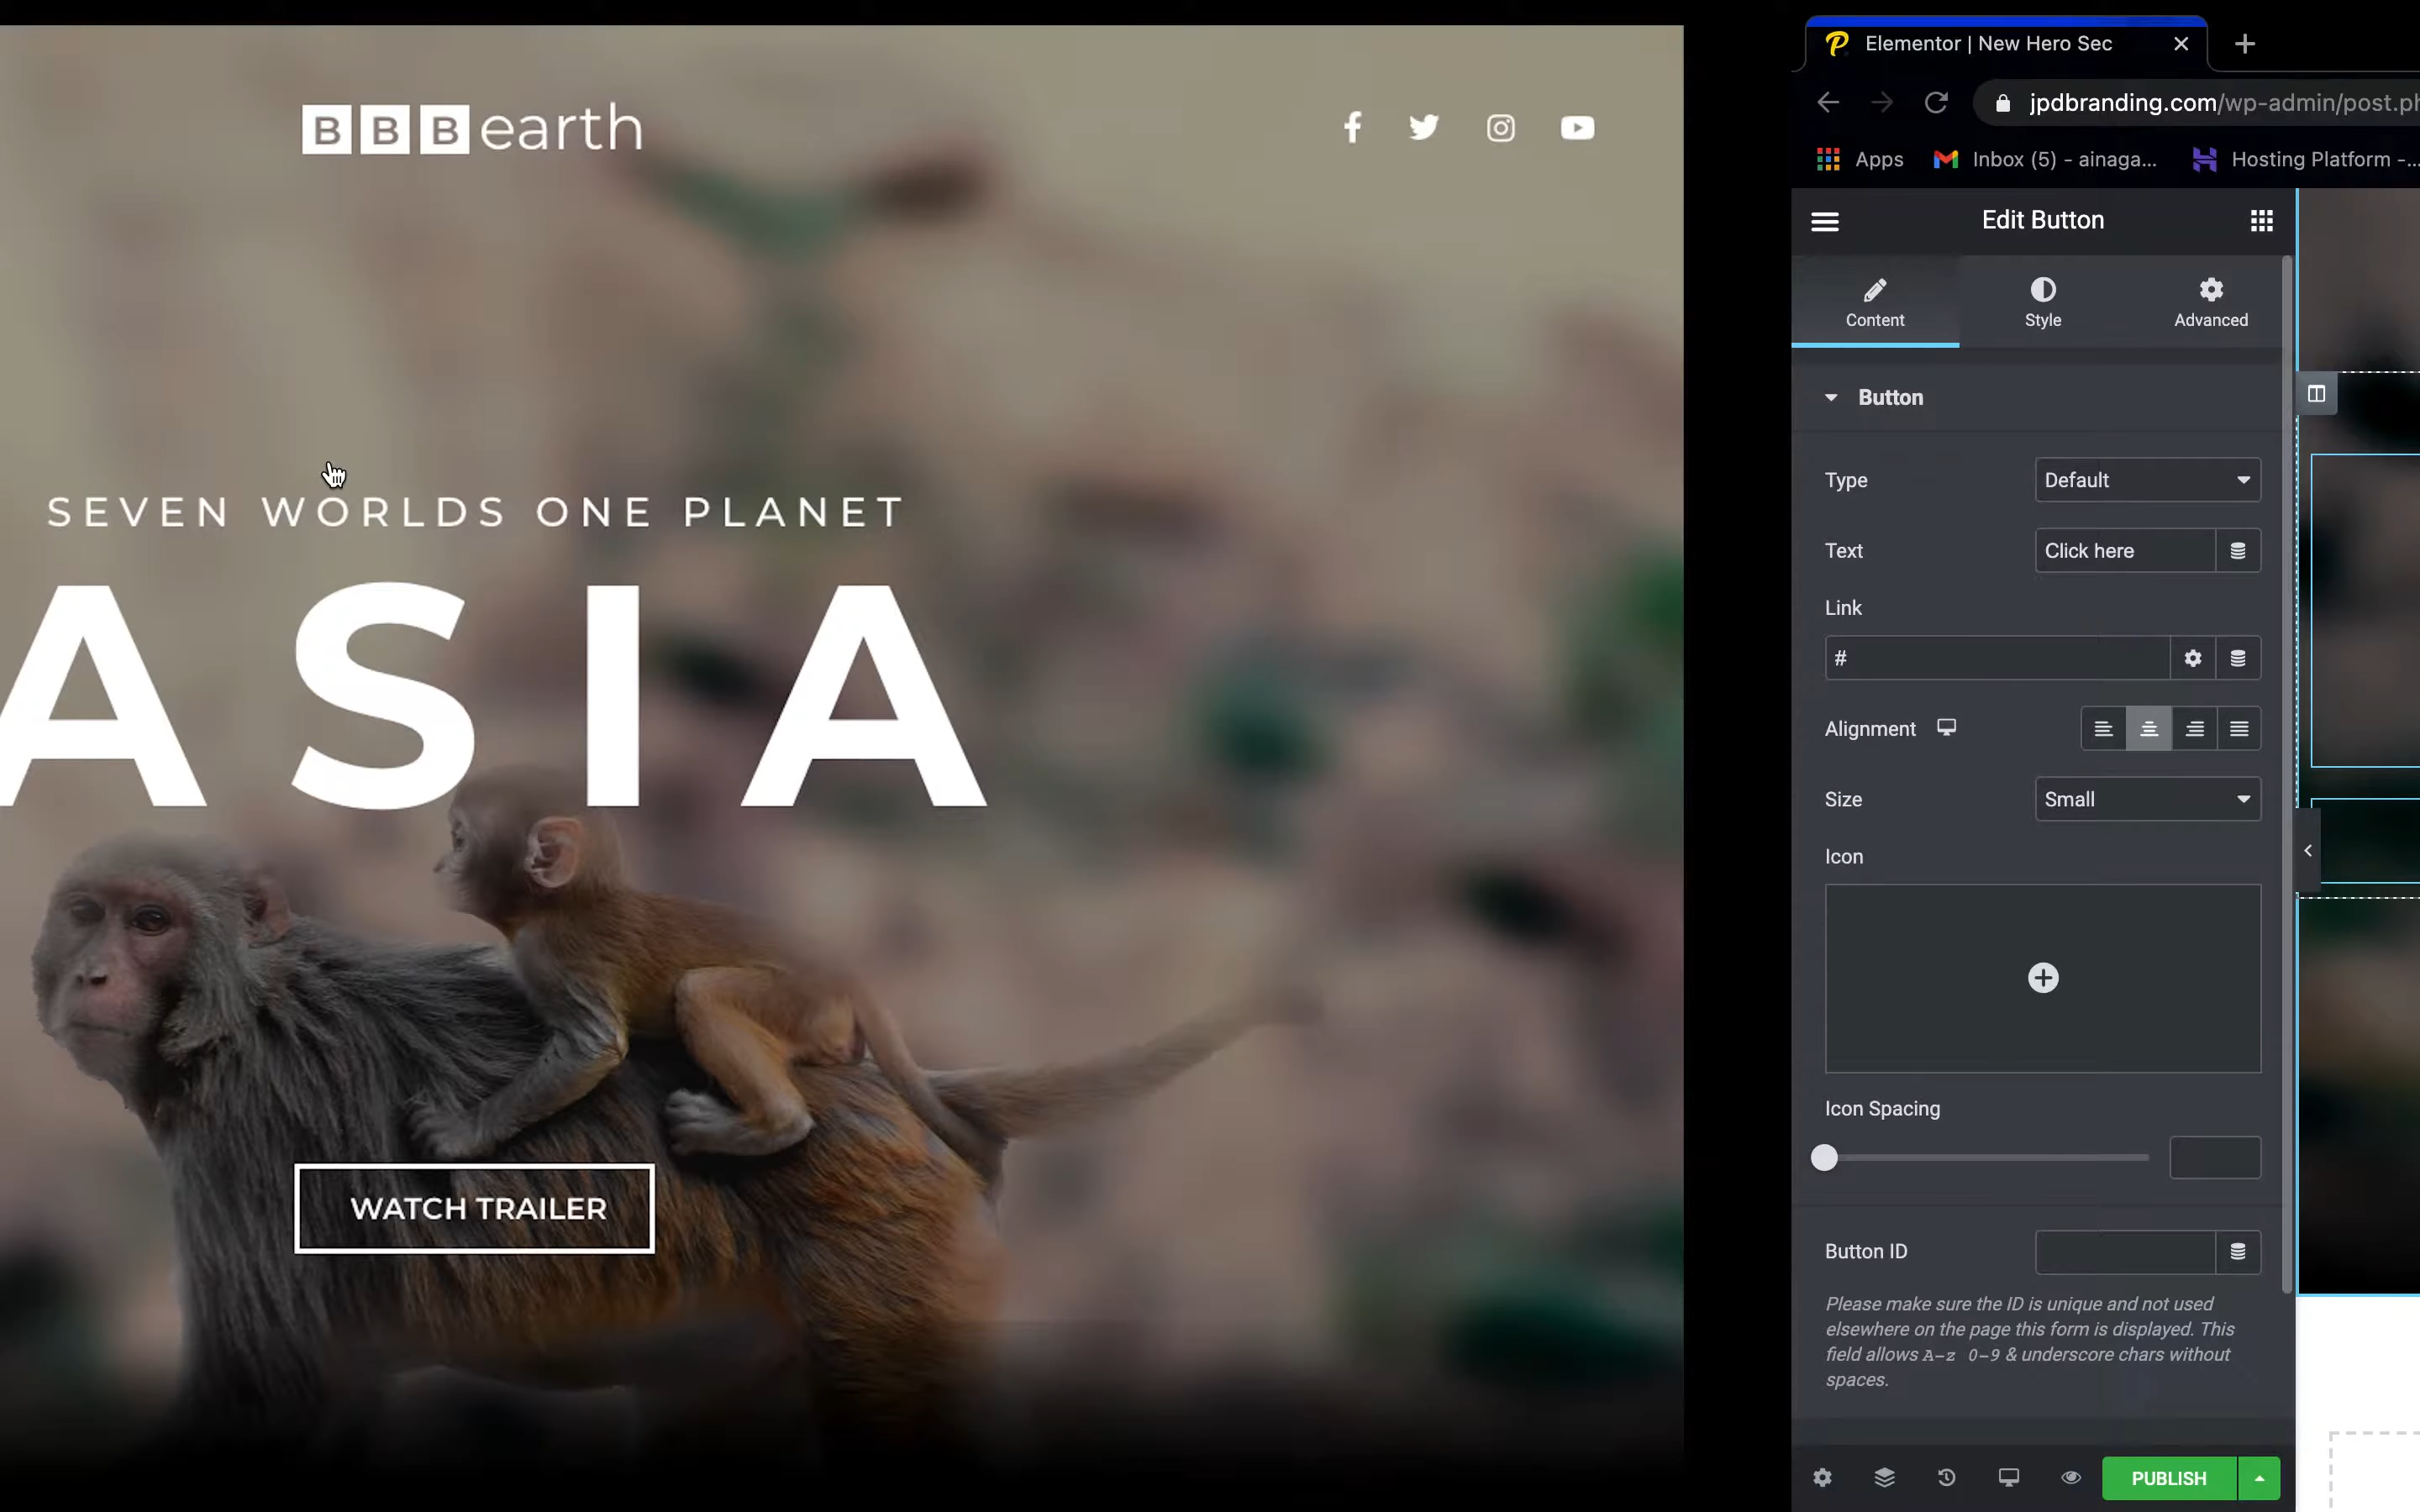 B B B earth
SEVEN WORLDS ONE PLANET
ASIA
WATCH TRAILER
Elementor | New Hero Sec
jpdbranding.com/wp-admin/post.ph
Apps
Inbox (5) - ainaga...
Hosting Platform -...
Edit Button
Content
Style
Advanced
Button
Type
Default
Text
Click here
Link
#
Alignment
Size
Small
Icon
Icon Spacing
Button ID
Please make sure the ID is unique and not used
elsewhere on the page this form is displayed. This
field allows A-z 0-9 & underscore chars without
spaces.
PUBLISH